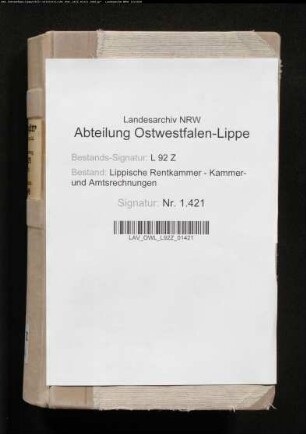 Landesarchiv NRW
Abteilung Ostwestfalen-Lippe
Bestands-Signatur: L 92 Z
Bestand: Lippische Rentkammer - Kammer-
und Amtsrechnungen
Signatur: Nr. 1.421
LAV_OWL_L92Z_01421